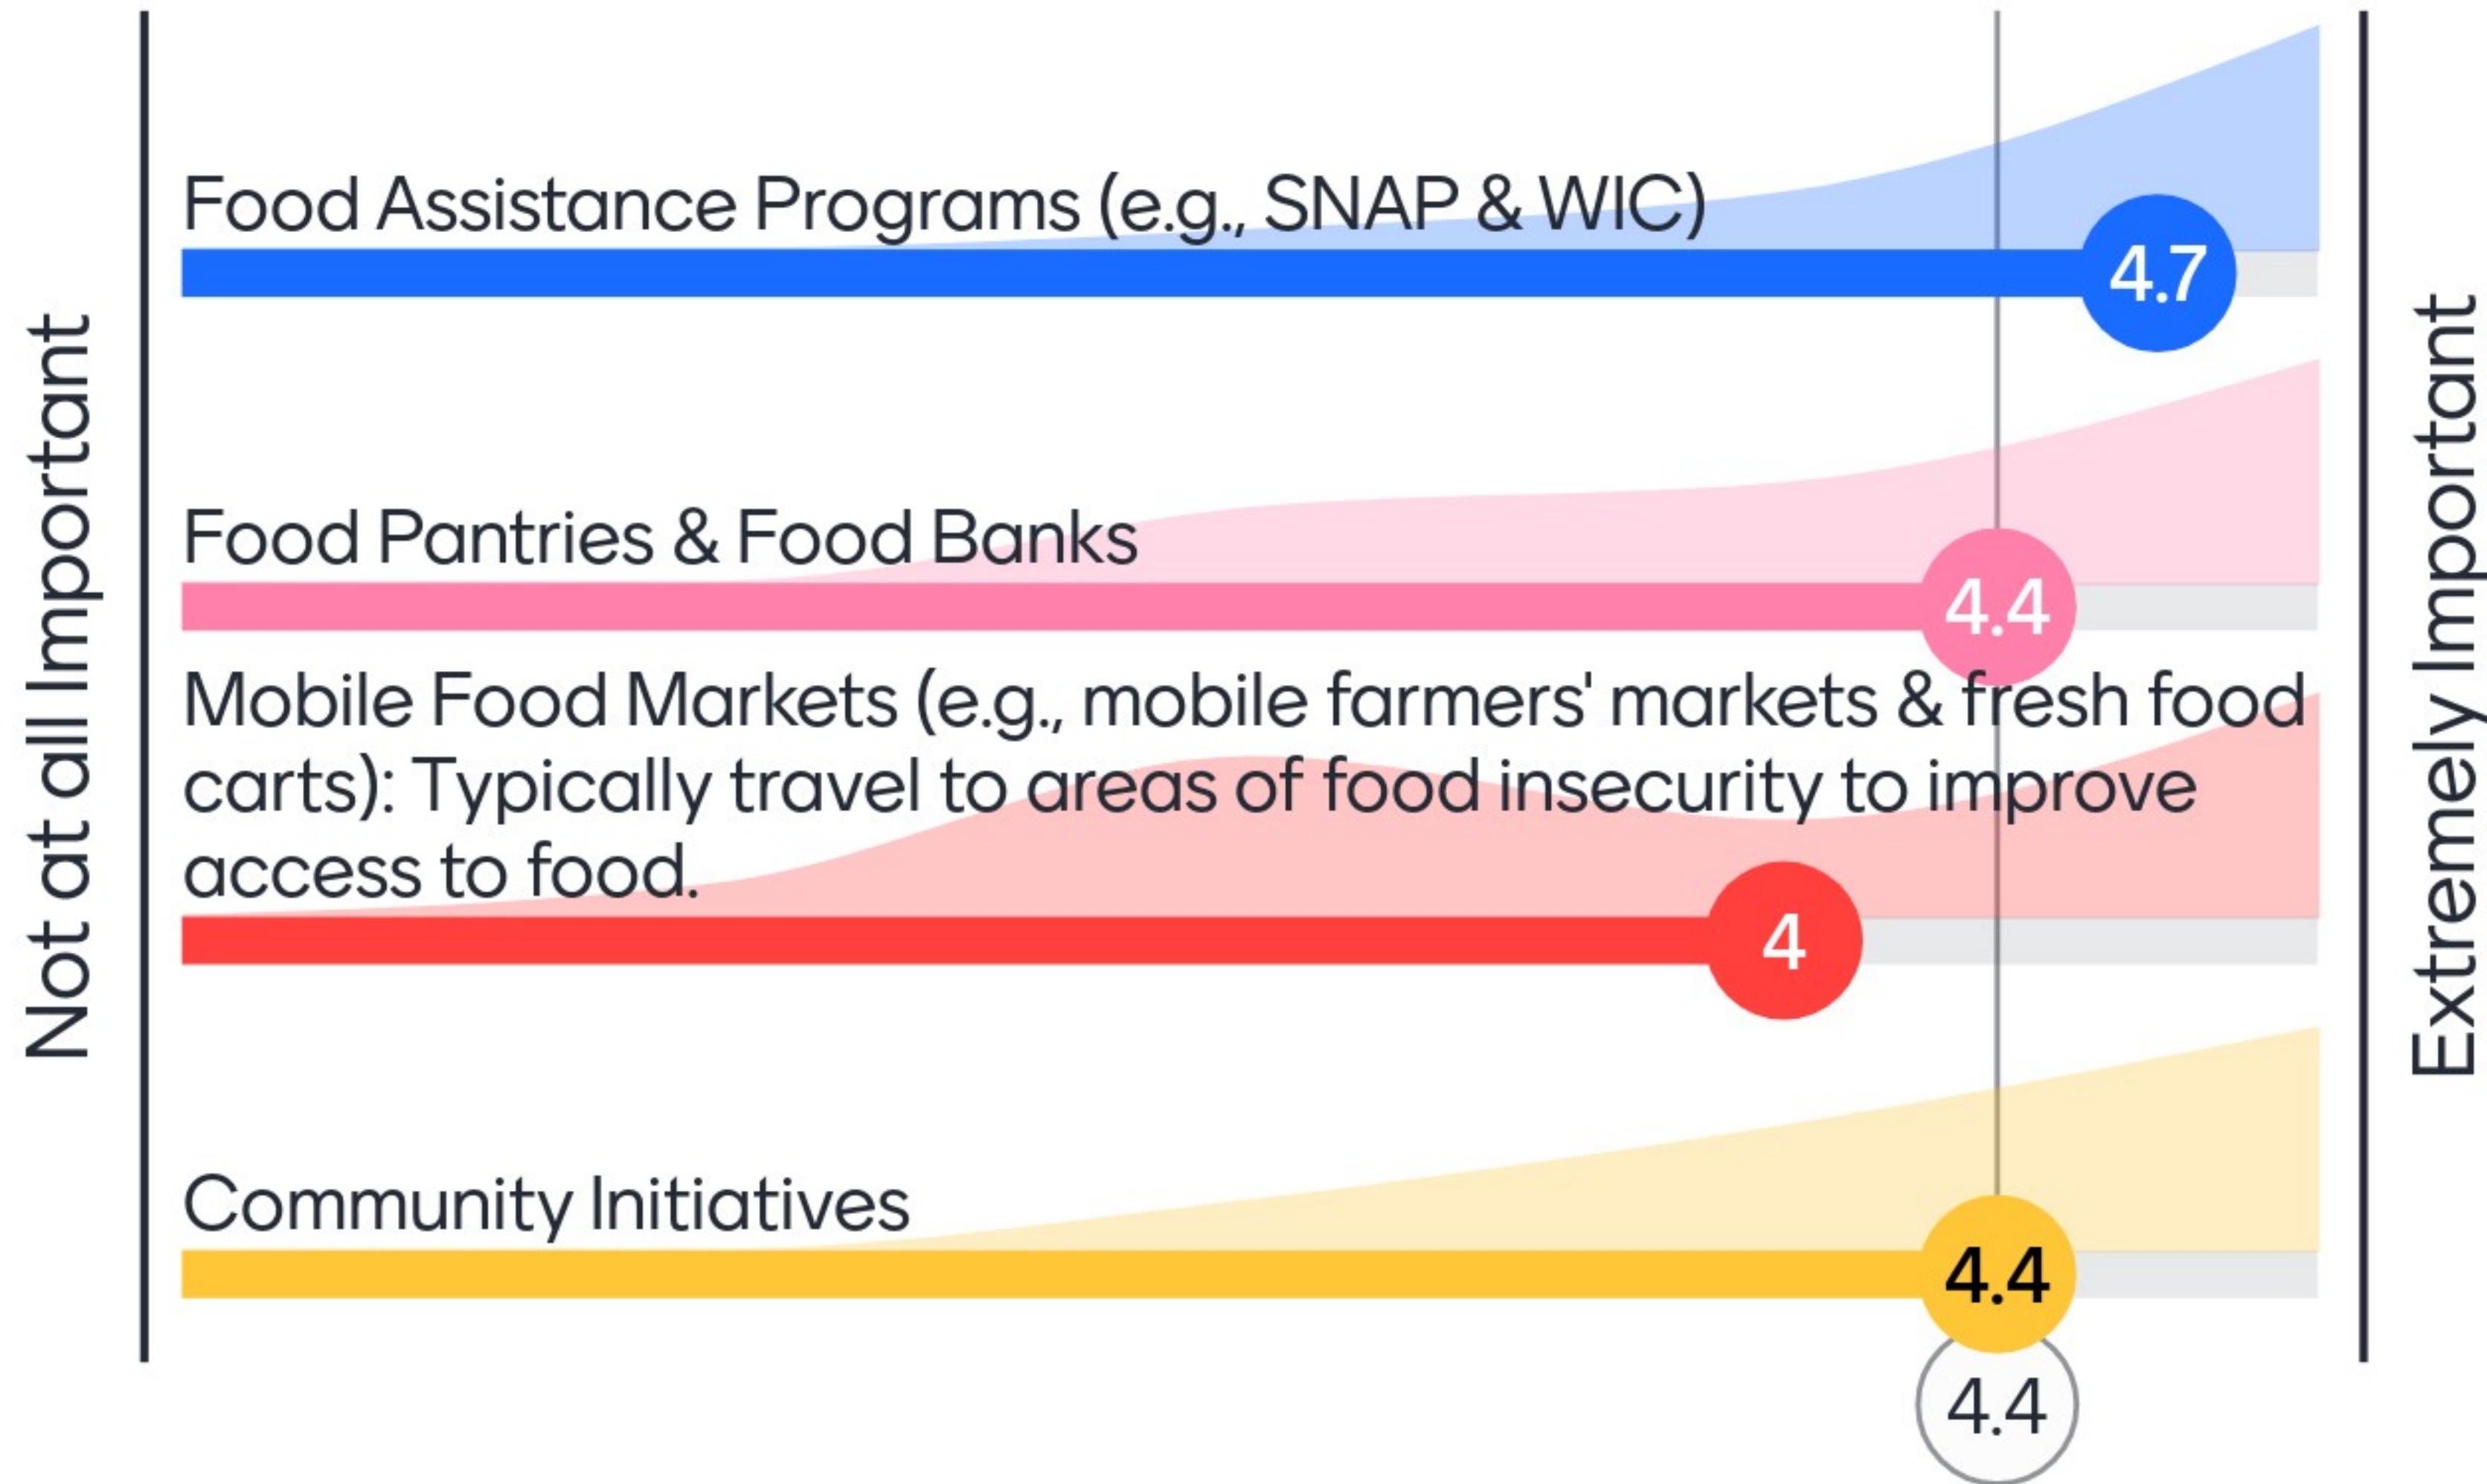 Not at all Important
Food Assistance Programs (e.g., SNAP & WIC)
4.7
Food Pantries & Food Banks
4.4
Mobile Food Markets (e.g., mobile farmers' markets & fresh food
carts): Typically travel to areas of food insecurity to improve
access to food.
4
Community Initiatives
4.4
4.4
Extremely Important